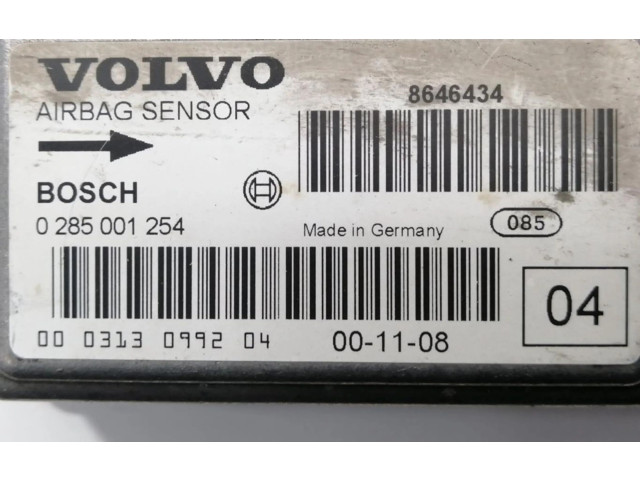 VOLVO
AIRBAG SENSOR
8646434
BOSCH
0 285 001 254
Made in Germany
085
04
00 0313 0992 04
00-11-08